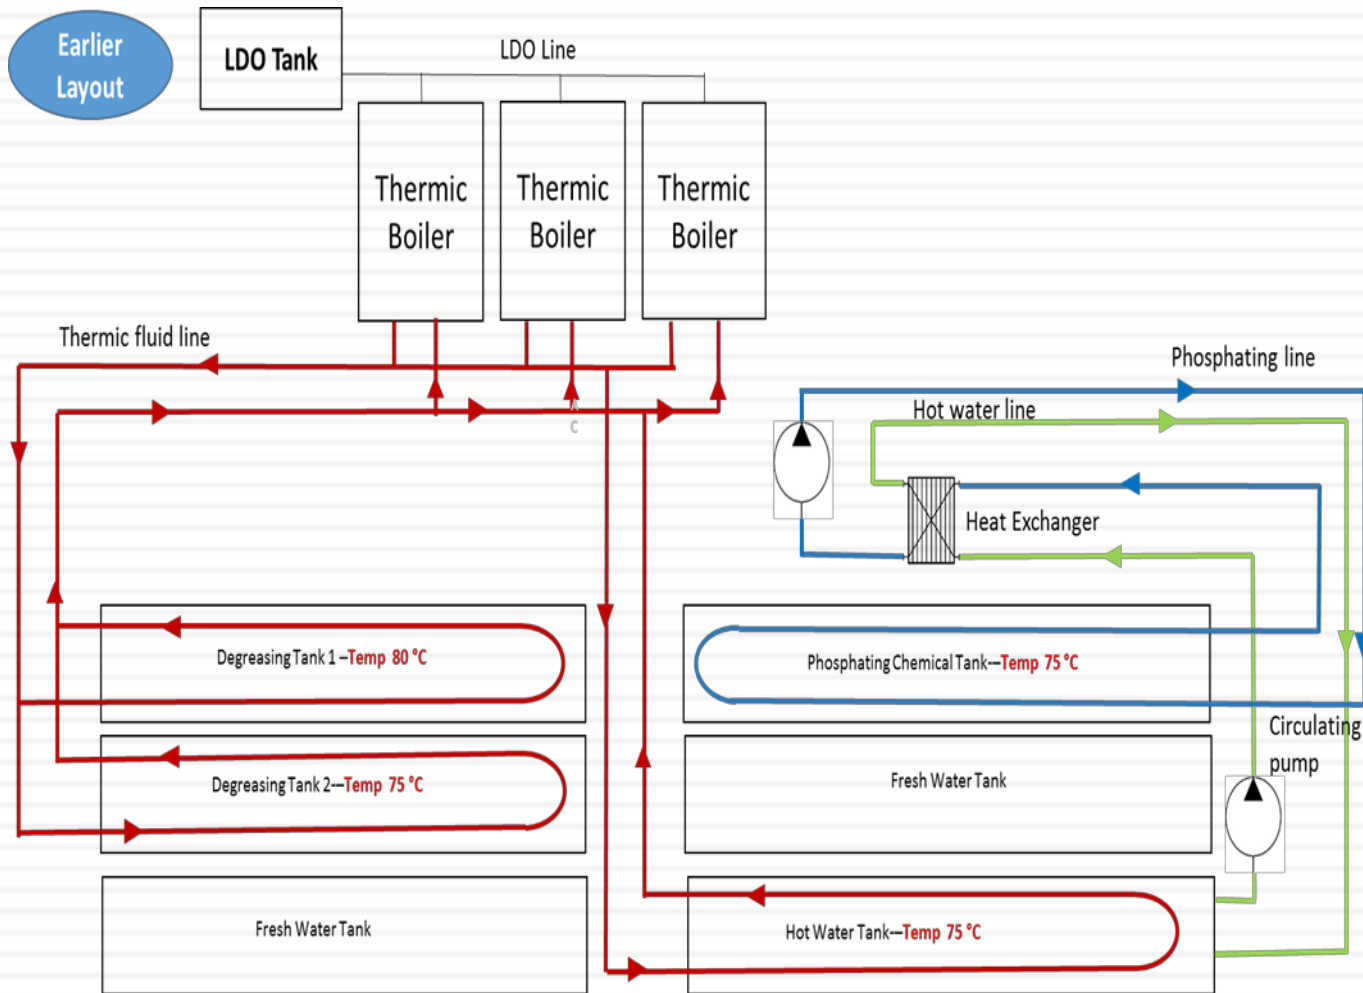 Earlier
Layout
LDO Tank
LDO Line
Thermic
Boiler
Thermic
Boiler
Thermic
Boiler
Thermic fluid line
Phosphating line
Hot water line
A
C
Heat Exchanger
Degreasing Tank 1 –Temp 80 °C
Phosphating Chemical Tank---Temp 75 °C
Circulating
pump
Degreasing Tank 2---Temp 75 °C
Fresh Water Tank
Fresh Water Tank
Hot Water Tank---Temp 75 °C